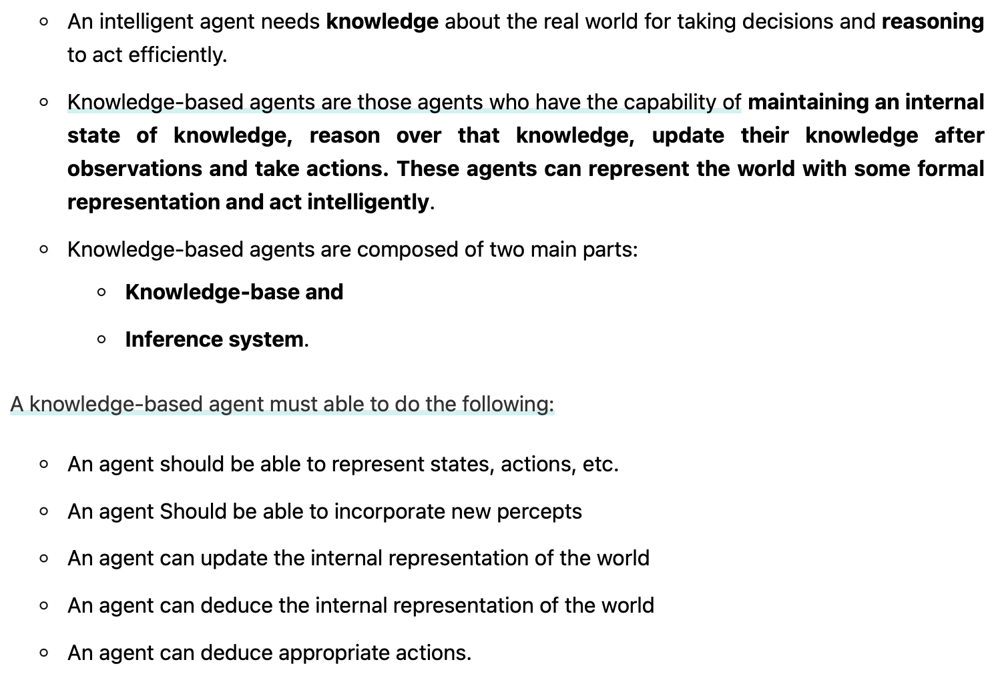 An intelligent agent needs knowledge about the real world for taking decisions and reasoning
to act efficiently.
Knowledge-based agents are those agents who have the capability of maintaining an internal
state of knowledge, reason over that knowledge, update their knowledge after
observations and take actions. These agents can represent the world with some formal
representation and act intelligently.
Knowledge-based agents are composed of two main parts:
Knowledge-base and
Inference system.
A knowledge-based agent must able to do the following:
An agent should be able to represent states, actions, etc.
An agent Should be able to incorporate new percepts
An agent can update the internal representation of the world
An agent can deduce the internal representation of the world
An agent can deduce appropriate actions.